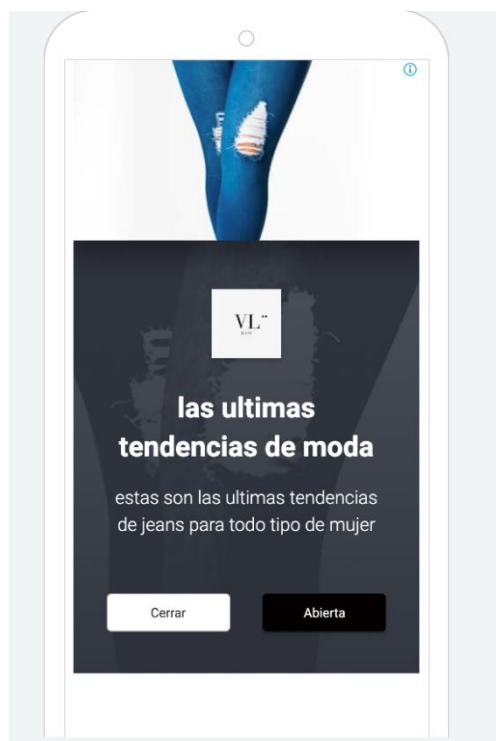 VL
las ultimas
tendencias de moda
estas son las ultimas tendencias
de jeans para todo tipo de mujer
Cerrar
Abierta